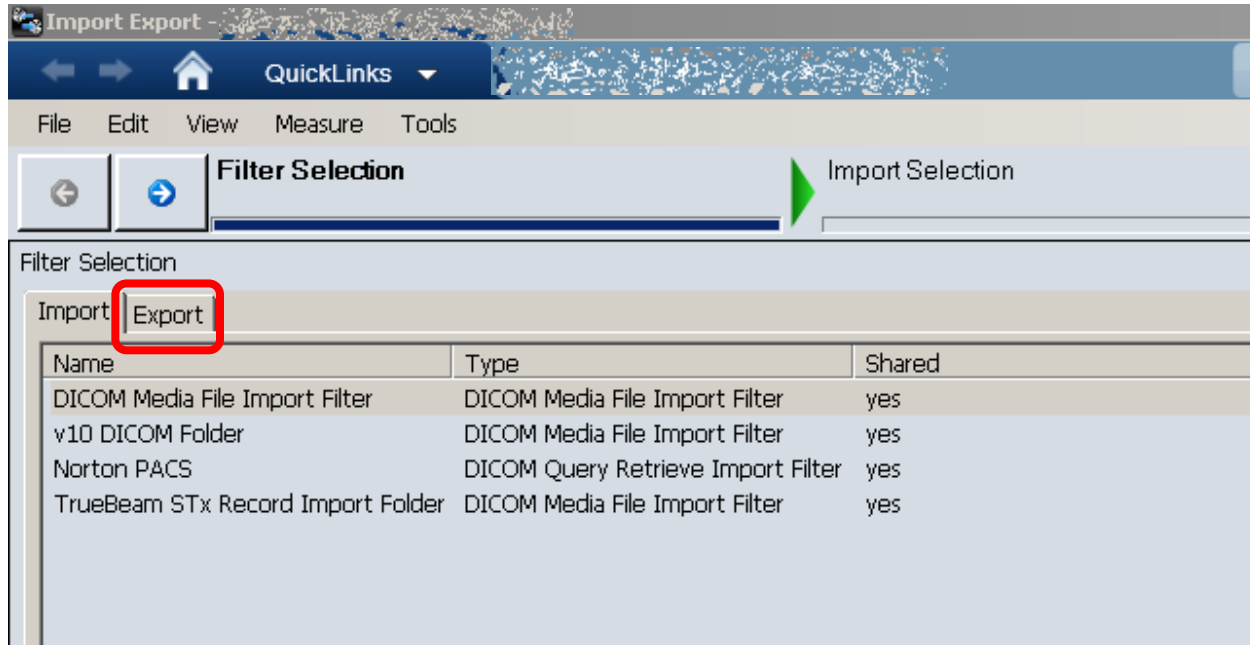 Import Export -
QuickLinks
File Edit View Measure Tools
Filter Selection Import Selection
Filter Selection
Import Export
Name Type Shared
DICOM Media File Import Filter DICOM Media File Import Filter yes
v10 DICOM Folder DICOM Media File Import Filter yes
Norton PACS DICOM Query Retrieve Import Filter yes
TrueBeam STx Record Import Folder DICOM Media File Import Filter yes